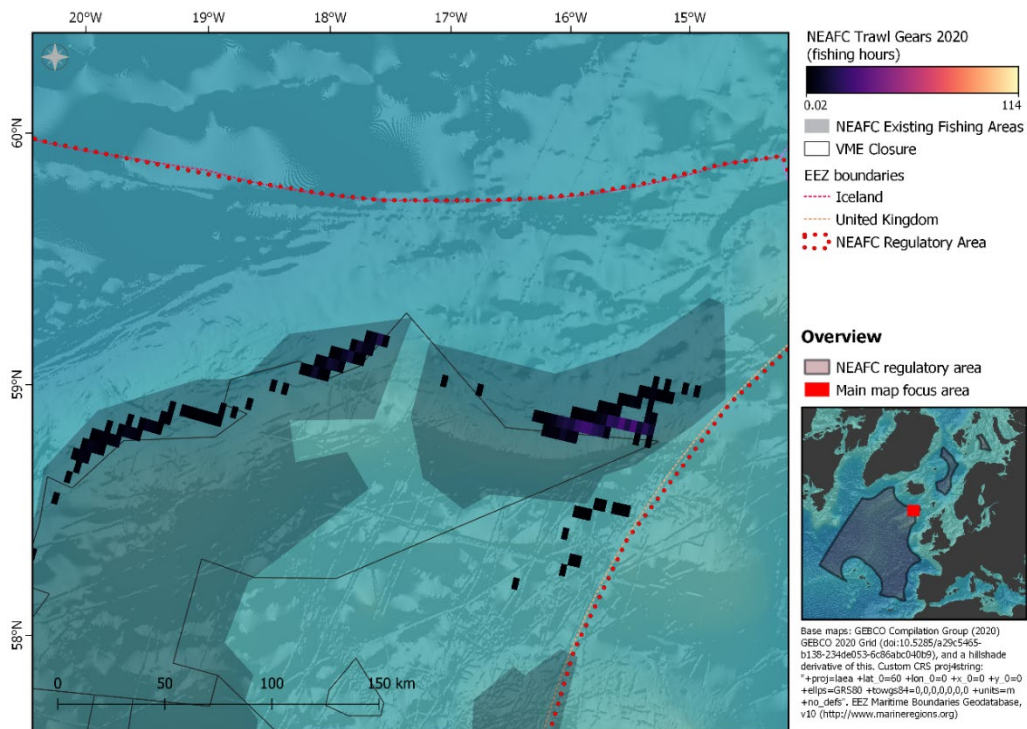 20°W 19°W 18°W 17°W 16°W 15°W
60°N
59°N
58°N
0 50 100 150 km
NEAFC Trawl Gears 2020
(fishing hours)
0.02 114
NEAFC Existing Fishing Areas
VME Closure
EEZ boundaries
Iceland
United Kingdom
NEAFC Regulatory Area
Overview
NEAFC regulatory area
Main map focus area
Base maps: GEBCO Compilation Group (2020)
GEBCO 2020 Grid (doi:10.5285/a29c5465-
b138-234de053-6c86abc040b9), and a hillshade
derivative of this. Custom CRS proj4string:
"+proj=laea +lat_0=60 +lon_0=0 +x_0=0 +y_0=0
+ellps=GRS80 +towgs84=0,0,0,0,0,0,0 +units=m
+no_defs". EEZ Maritime Boundaries Geodatabase,
v10 (http://www.marineregions.org)